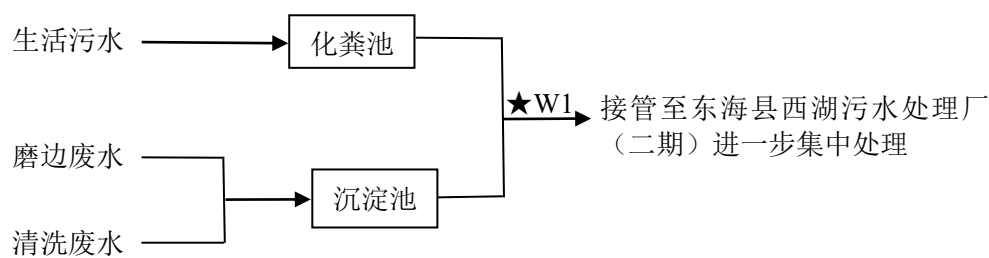 生活污水
化粪池
★W1
接管至东海县西湖污水处理厂
（二期）进一步集中处理
磨边废水
沉淀池
清洗废水